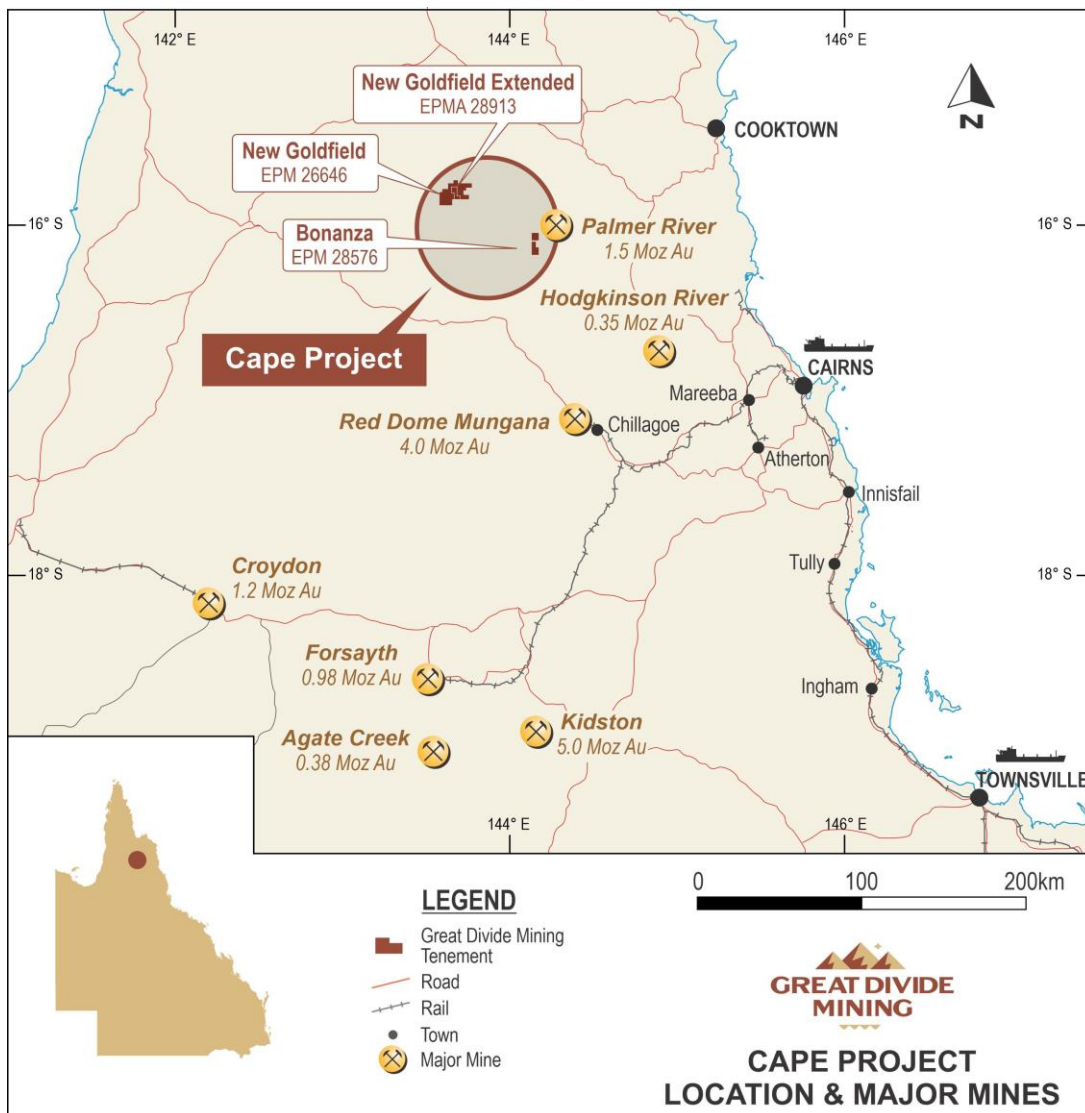 142° E
144° E
146° E
New Goldfield Extended
EPMA 28913
COOKTOWN
N
New Goldfield
EPM 26646
16° S
16° S
Palmer River
1.5 Moz Au
Bonanza
EPM 28576
Hodgkinson River
0.35 Moz Au
Cape Project
CAIRNS
Mareeba
Red Dome Mungana
4.0 Moz Au
Chillagoe
Atherton
Innisfail
18° S
18° S
Tully
Croydon
1.2 Moz Au
Forsayth
0.98 Moz Au
Ingham
Kidston
5.0 Moz Au
Agate Creek
0.38 Moz Au
TOWNSVILLE
144° E
146° E
0 100 200km
LEGEND
Great Divide Mining
Tenement
Road
Rail
Town
Major Mine
GREAT DIVIDE
MINING
CAPE PROJECT
LOCATION & MAJOR MINES